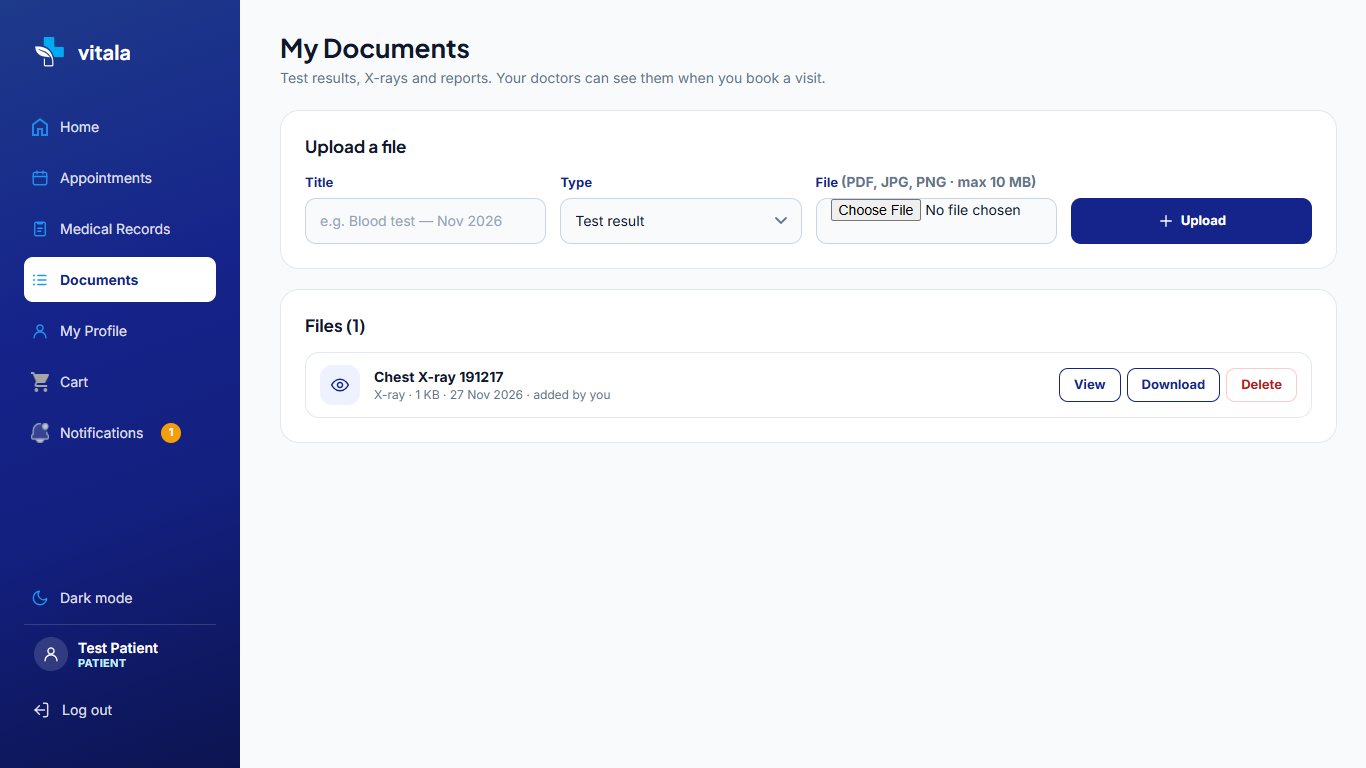 vitala
Home
Appointments
Medical Records
Documents
My Profile
Cart
Notifications 1
Dark mode
Test Patient
PATIENT
Log out
My Documents
Test results, X-rays and reports. Your doctors can see them when you book a visit.
Upload a file
Title
e.g. Blood test — Nov 2026
Type
Test result
File (PDF, JPG, PNG · max 10 MB)
Choose File No file chosen
+ Upload
Files (1)
Chest X-ray 191217
X-ray · 1 KB · 27 Nov 2026 · added by you
View
Download
Delete